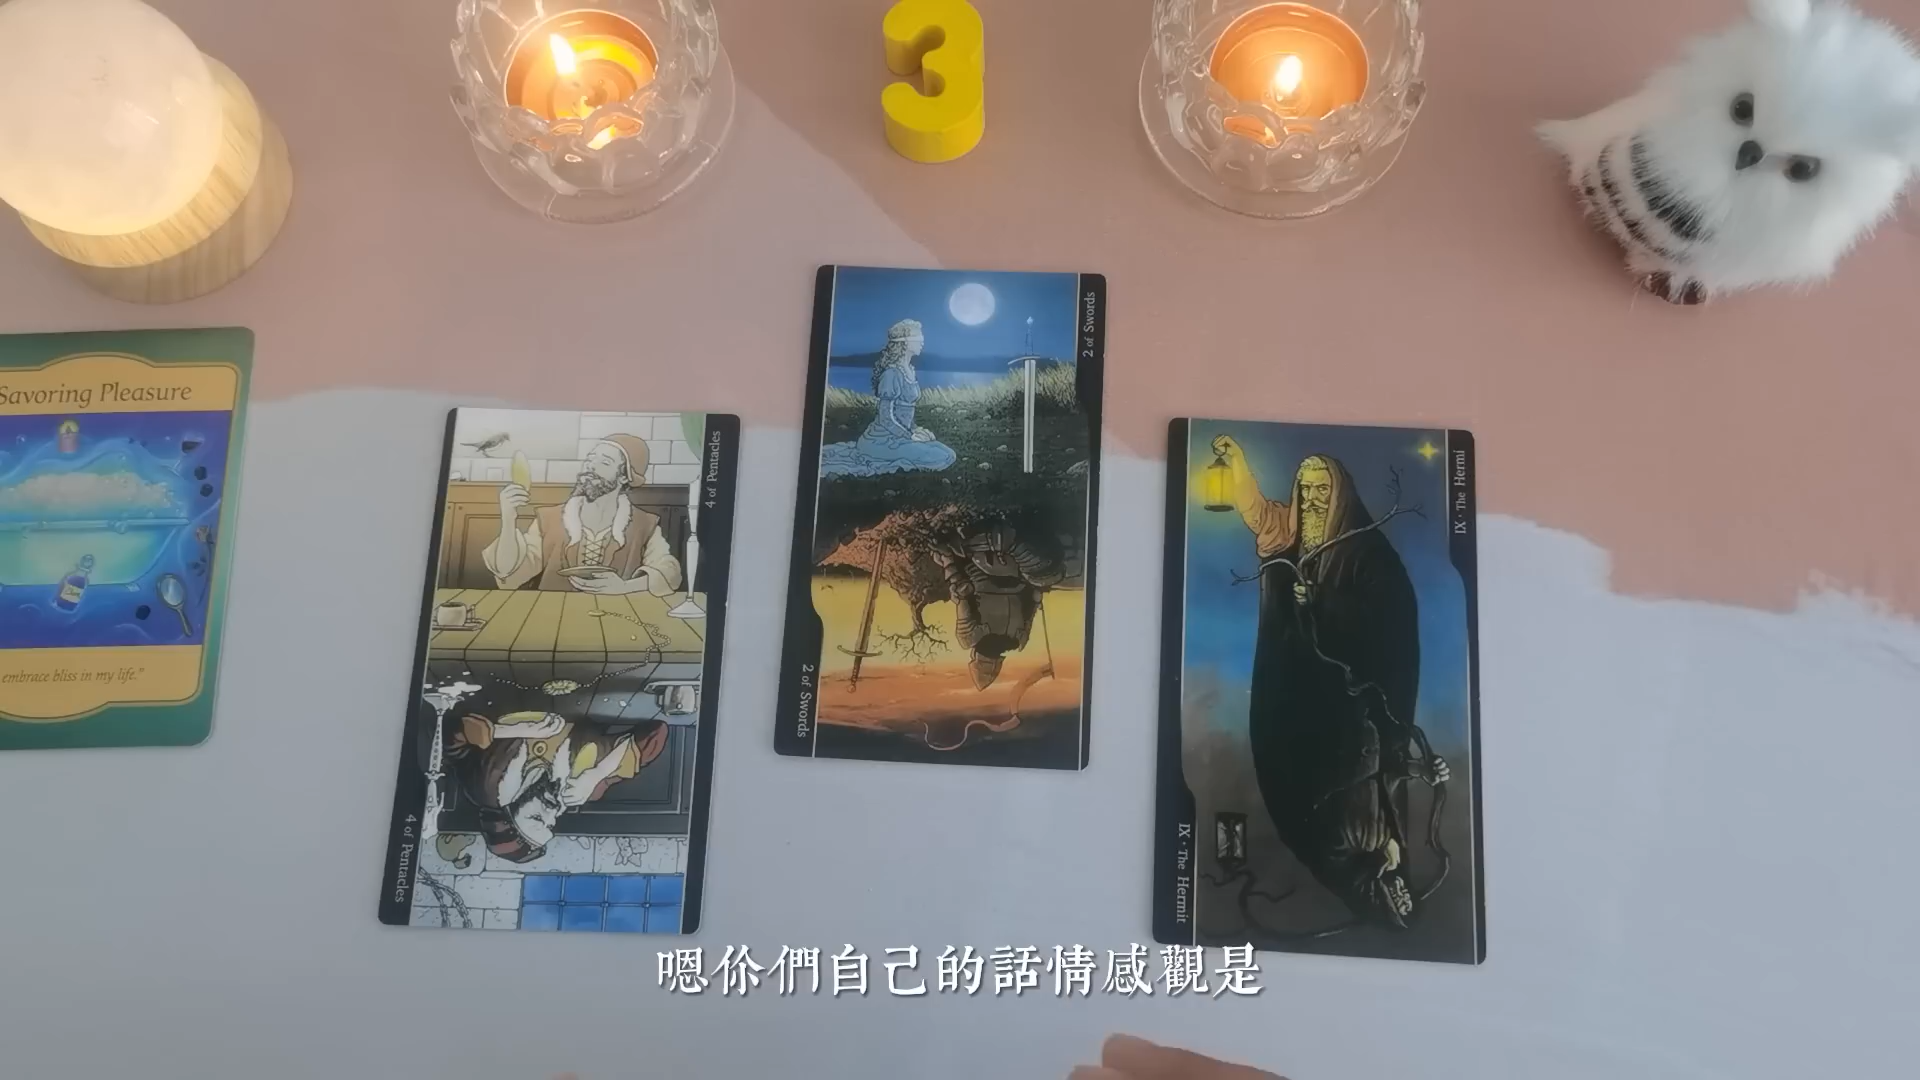 3
Savoring Pleasure
embrace bliss in my life."
4 of Pentacles
4 of Pentacles
2 of Swords
2 of Swords
IX · The Hermi
IX · The Hermit
嗯你們自己的話情感觀是